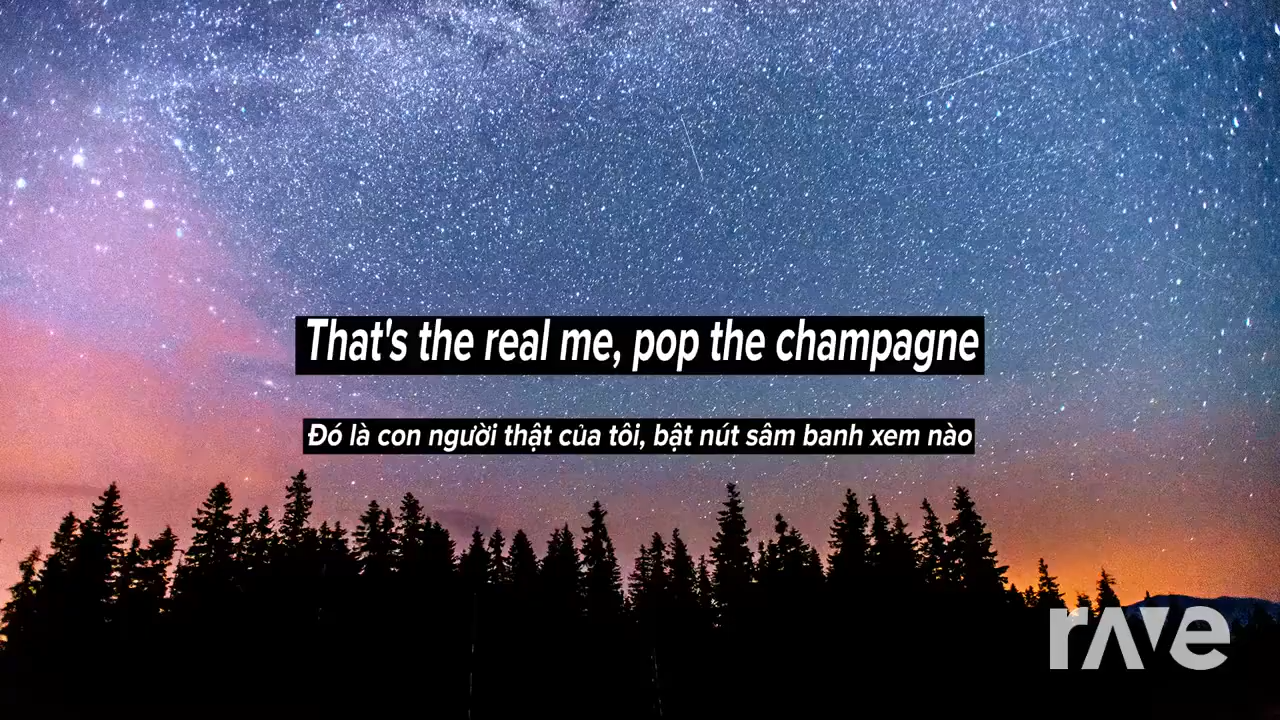 That's the real me, pop the champagne
Đó là con người thật của tôi, bật nút sâm banh xem nào
rave